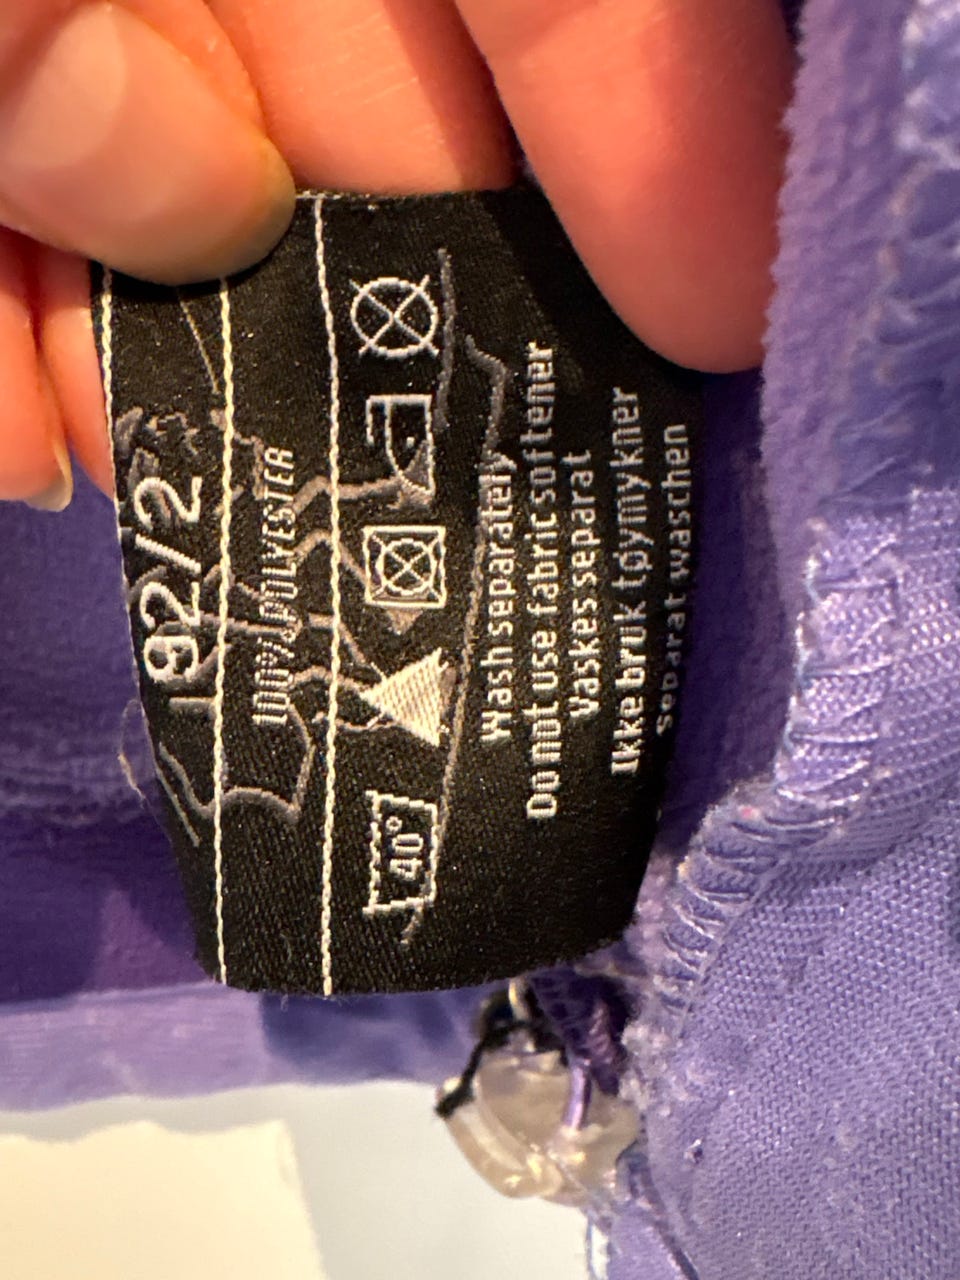 92/2
100% POLYESTER
40°
Wash separately
Do not use fabric softener
Vaskes separat
Ikke bruk tøymykner
Separat waschen